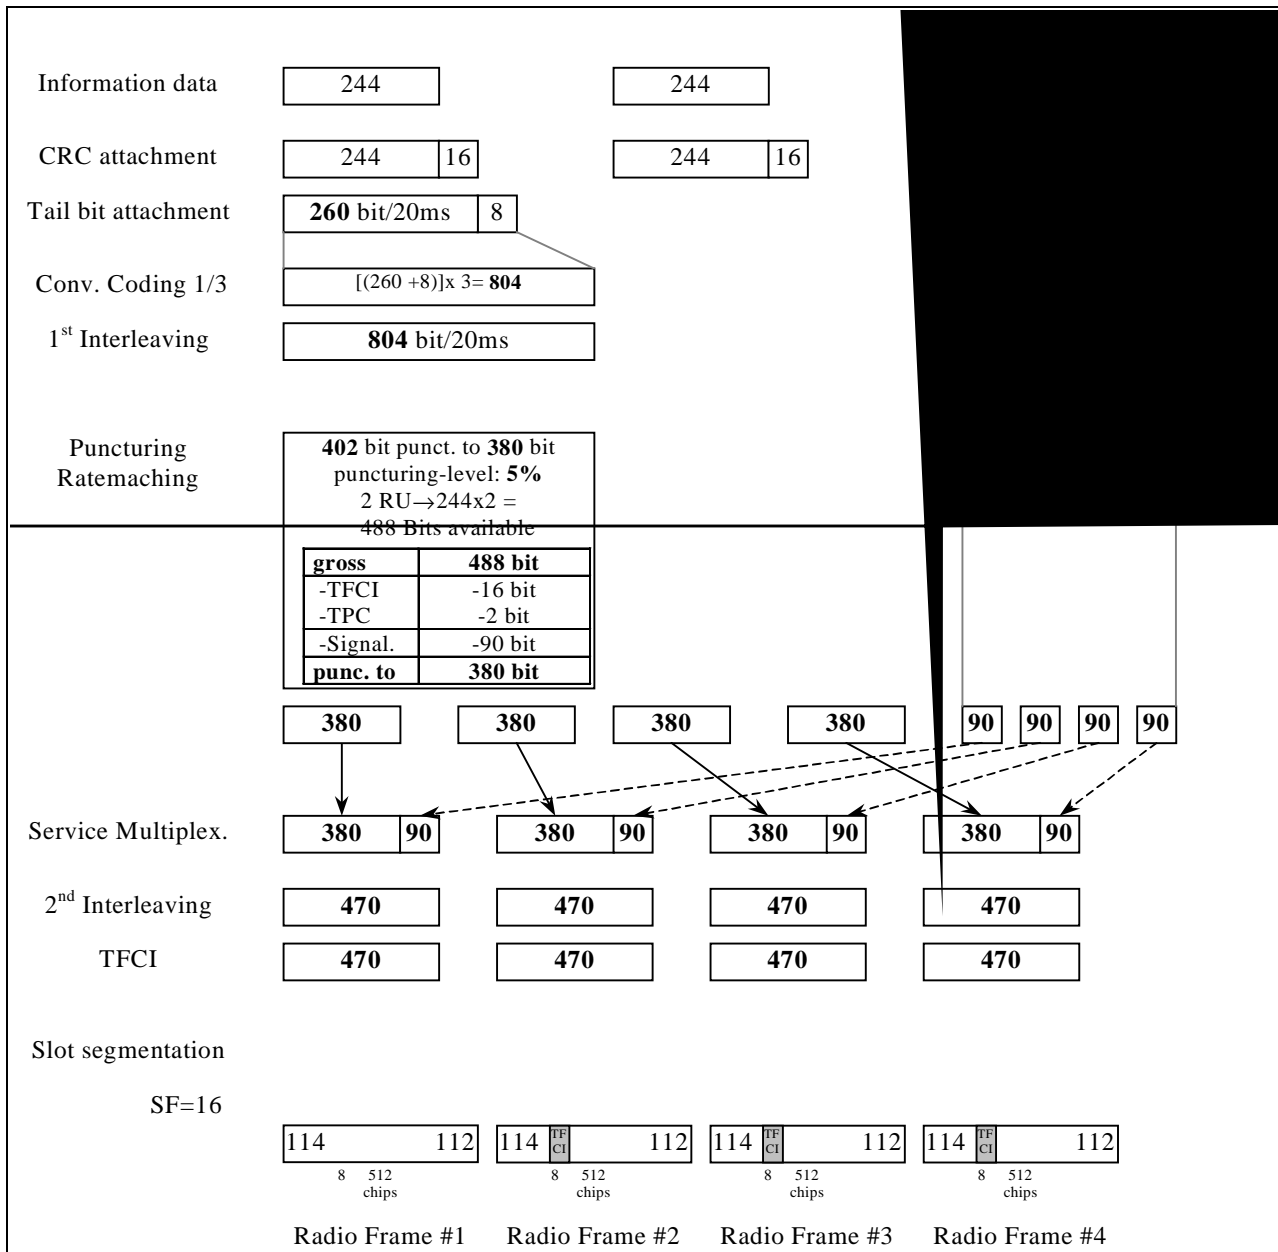 Information data 244 244
CRC attachment 244 16 244 16
Tail bit attachment 260 bit/20ms 8
Conv. Coding 1/3 [(260 +8)]x 3= 804
1st Interleaving 804 bit/20ms
Puncturing
Ratemaching
402 bit punct. to 380 bit
puncturing-level: 5%
2 RU→244x2 =
488 Bits available
gross 488 bit
-TFCI -16 bit
-TPC -2 bit
-Signal. -90 bit
punc. to 380 bit
380 380 380 380 90 90 90 90
Service Multiplex. 380 90 380 90 380 90 380 90
2nd Interleaving 470 470 470 470
TFCI 470 470 470 470
Slot segmentation
SF=16
114 112 114 TF CI 112 114 TF CI 112 114 TF CI 112
8 512 chips 8 512 chips 8 512 chips 8 512 chips
Radio Frame #1 Radio Frame #2 Radio Frame #3 Radio Frame #4